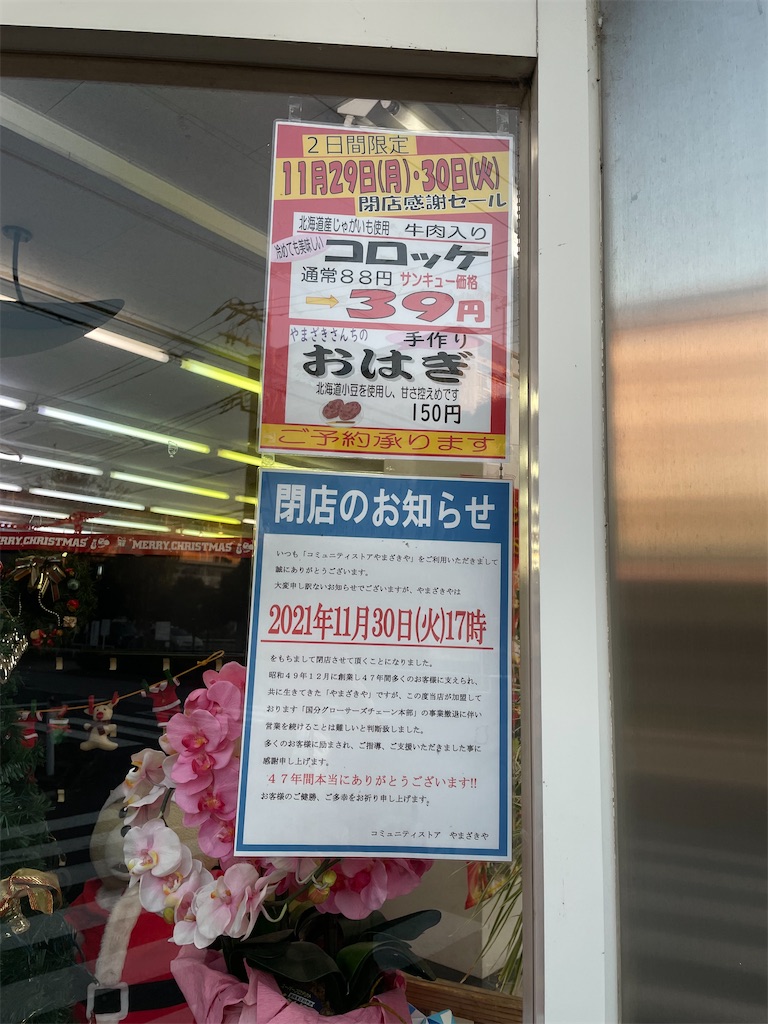 2日間限定
11月29日(月)・30日(火)
閉店感謝セール
北海道産じゃがいも使用 牛肉入り
冷めても美味しい
コロッケ
通常88円 サンキュー価格
39円
やまざきさんちの 手作り
おはぎ
北海小豆を使用し、甘さ控えめです
150円
ご予約承ります
閉店のお知らせ
いつも「コミュニティストアやまざきや」をご利用いただきまして
誠にありがとうございます。
大変申し訳ないお知らせでございますが、やまざきやは
2021年11月30日(火)17時
をもちまして閉店させて頂くことになりました。
昭和49年12月に創業し47年間多くのお客様に支えられ、
共に生きてきた「やまざきや」ですが、この度当店が加盟して
おります「国分グローサーズチェーン本部」の事業撤退に伴い
営業を続けることは難しいと判断致しました。
多くのお客様に励まされ、ご指導、ご支援いただきました事に
感謝申し上げます。
47年間本当にありがとうございます!!
お客様のご健勝、ご多幸をお祈り申し上げます。
コミュニティストア やまざきや
ERRY.CHRISTMAS MERRY.CHRISTMAS